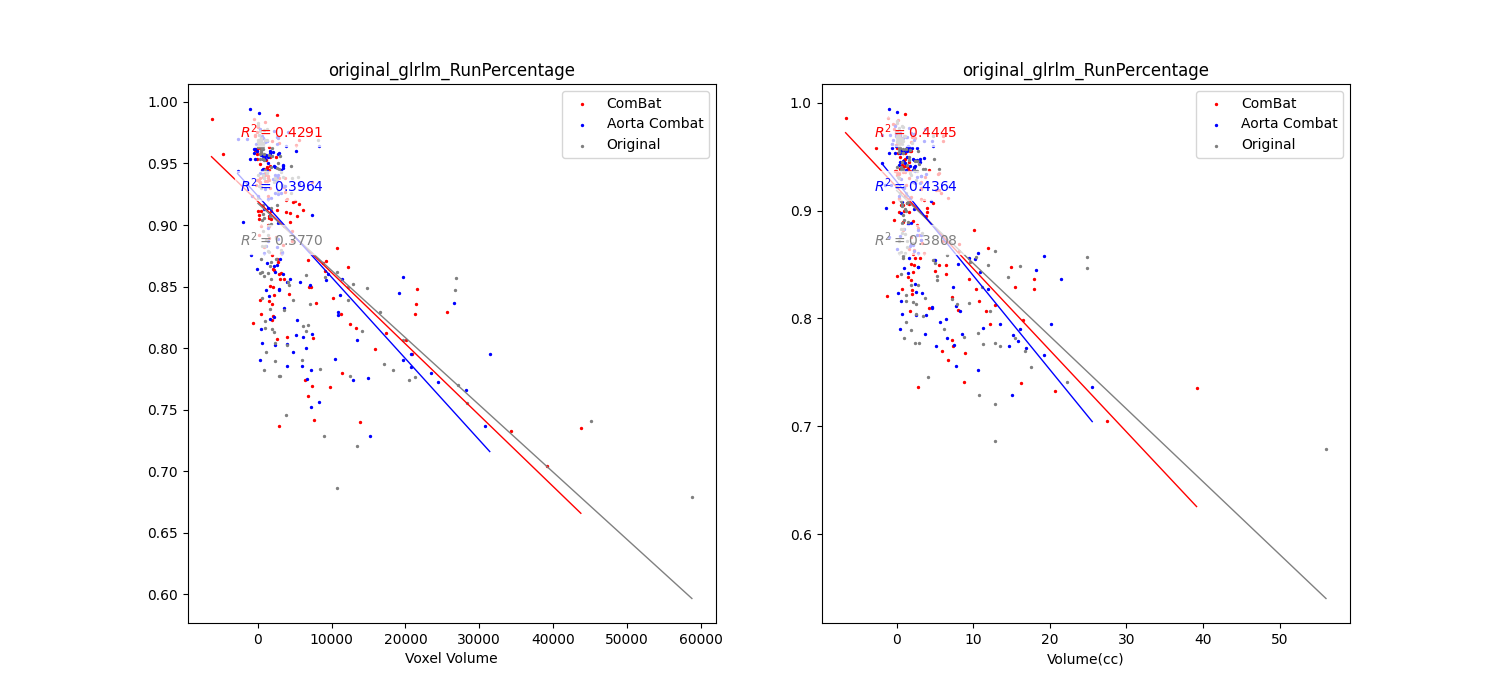 original_glrlm_RunPercentage
ComBat
Aorta Combat
Original
R² = 0.4291
R² = 0.3964
R² = 0.3770
1.00
0.95
0.90
0.85
0.80
0.75
0.70
0.65
0.60
0 10000 20000 30000 40000 50000 60000
Voxel Volume
original_glrlm_RunPercentage
ComBat
Aorta Combat
Original
R² = 0.4445
R² = 0.4364
R² = 0.3808
1.0
0.9
0.8
0.7
0.6
0 10 20 30 40 50
Volume(cc)